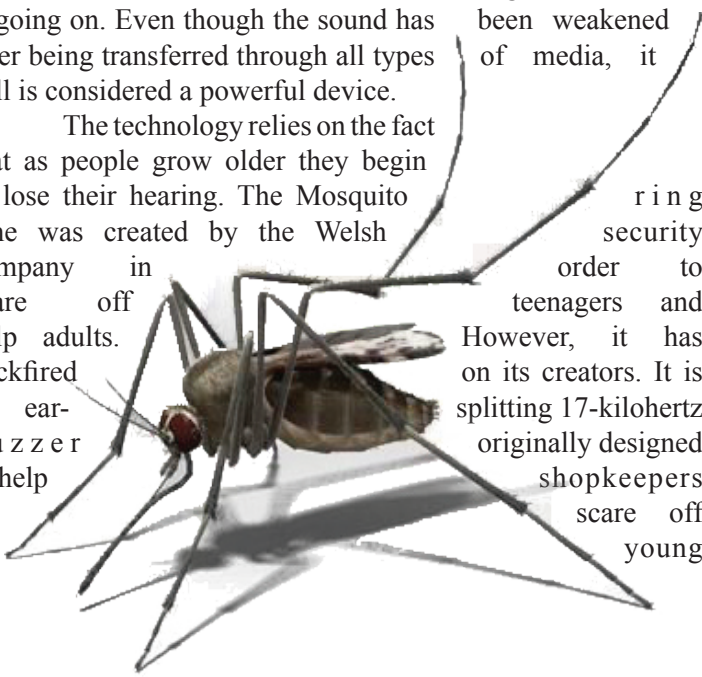 going on. Even though the sound has been weakened
er being transferred through all types of media, it
ll is considered a powerful device.
The technology relies on the fact
at as people grow older they begin
lose their hearing. The Mosquito ring
ne was created by the Welsh security
mpany in order to
are off teenagers and
lp adults. However, it has
ckfired on its creators. It is
ear- splitting 17-kilohertz
uzzer originally designed
help shopkeepers
scare off
young